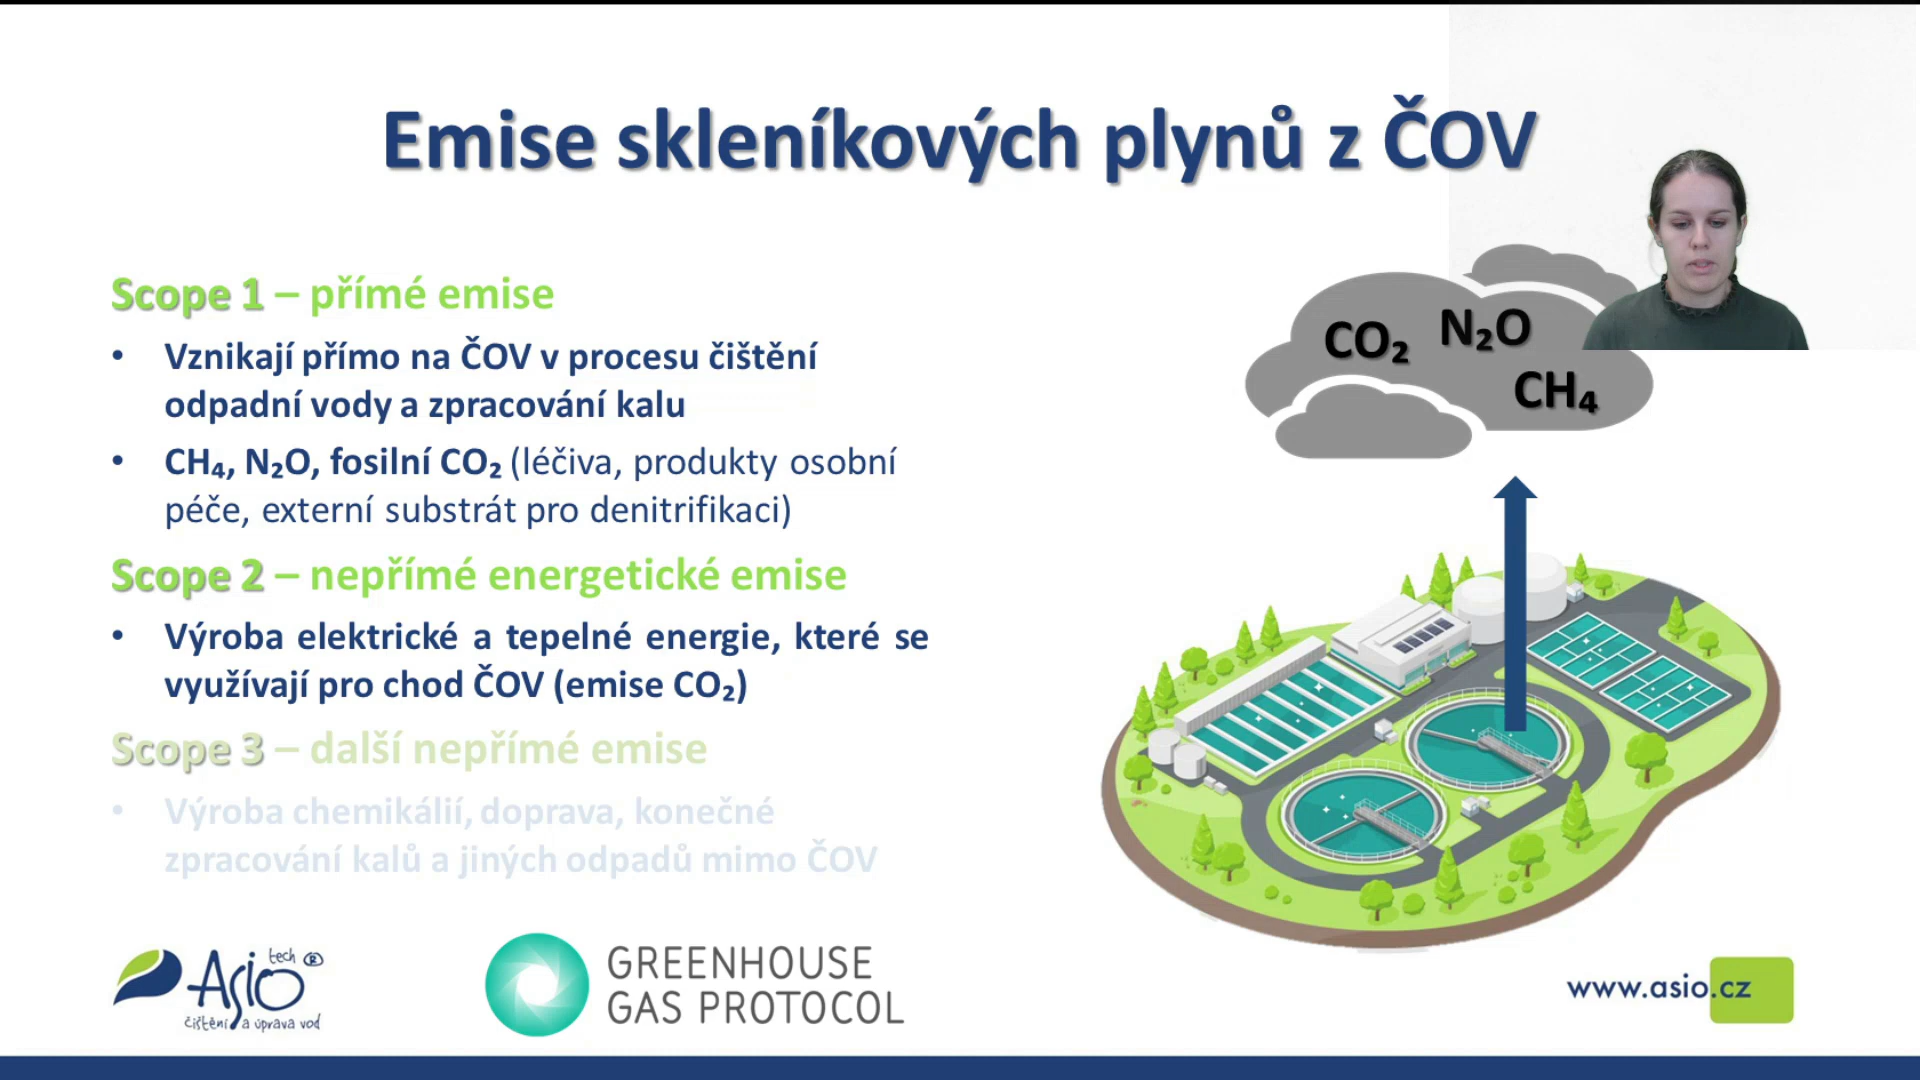 Emise skleníkových plynů z ČOV
Scope 1 – přímé emise
• Vznikají přímo na ČOV v procesu čištění
odpadní vody a zpracování kalu
• CH₄, N₂O, fosilní CO₂ (léčiva, produkty osobní
péče, externí substrát pro denitrifikaci)
Scope 2 – nepřímé energetické emise
• Výroba elektrické a tepelné energie, které se
využívají pro chod ČOV (emise CO₂)
Scope 3 – další nepřímé emise
• Výroba chemikálií, doprava, konečné
zpracování kalů a jiných odpadů mimo ČOV
CO₂ N₂O
CH₄
Asio tech ®
čištění a úprava vod
GREENHOUSE
GAS PROTOCOL
www.asio.cz